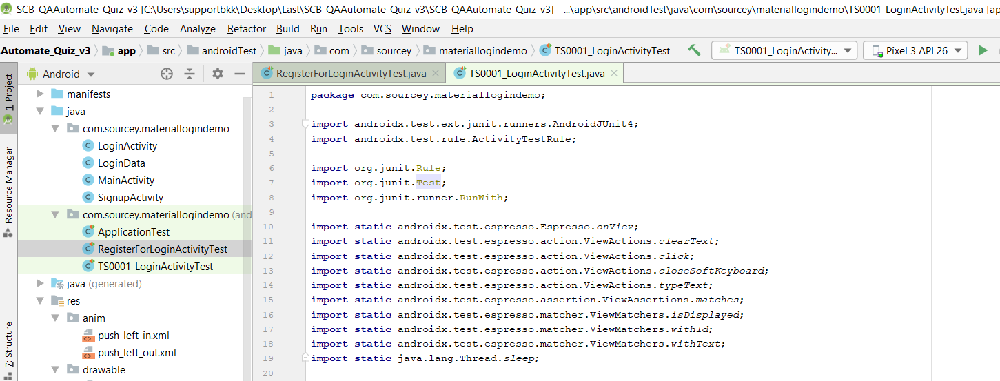 SCB_QAAutomate_Quiz_v3 [C:\Users\supportbkk\Desktop\Last\SCB_QAAutomate_Quiz_v3\SCB_QAAutomate_Quiz_v3] - ...\app\src\androidTest\java\com\sourcey\materiallogindemo\TS0001_LoginActivityTest.java [ap
File Edit View Navigate Code Analyze Refactor Build Run Tools VCS Window Help
Automate_Quiz_v3 app src androidTest java com sourcey materiallogindemo TS0001_LoginActivityTest TS0001_LoginActivity... Pixel 3 API 26
1: Project
Resource Manager
7: Structure
Android
manifests
java
com.sourcey.materiallogindemo
LoginActivity
LoginData
MainActivity
SignupActivity
com.sourcey.materiallogindemo (and
ApplicationTest
RegisterForLoginActivityTest
TS0001_LoginActivityTest
java (generated)
res
anim
push_left_in.xml
push_left_out.xml
drawable
RegisterForLoginActivityTest.java TS0001_LoginActivityTest.java
1 package com.sourcey.materiallogindemo;
2
3 import androidx.test.ext.junit.runners.AndroidJUnit4;
4 import androidx.test.rule.ActivityTestRule;
5
6 import org.junit.Rule;
7 import org.junit.Test;
8 import org.junit.runner.RunWith;
9
10 import static androidx.test.espresso.Espresso.onView;
11 import static androidx.test.espresso.action.ViewActions.clearText;
12 import static androidx.test.espresso.action.ViewActions.click;
13 import static androidx.test.espresso.action.ViewActions.closeSoftKeyboard;
14 import static androidx.test.espresso.action.ViewActions.typeText;
15 import static androidx.test.espresso.assertion.ViewAssertions.matches;
16 import static androidx.test.espresso.matcher.ViewMatchers.isDisplayed;
17 import static androidx.test.espresso.matcher.ViewMatchers.withId;
18 import static androidx.test.espresso.matcher.ViewMatchers.withText;
19 import static java.lang.Thread.sleep;
20